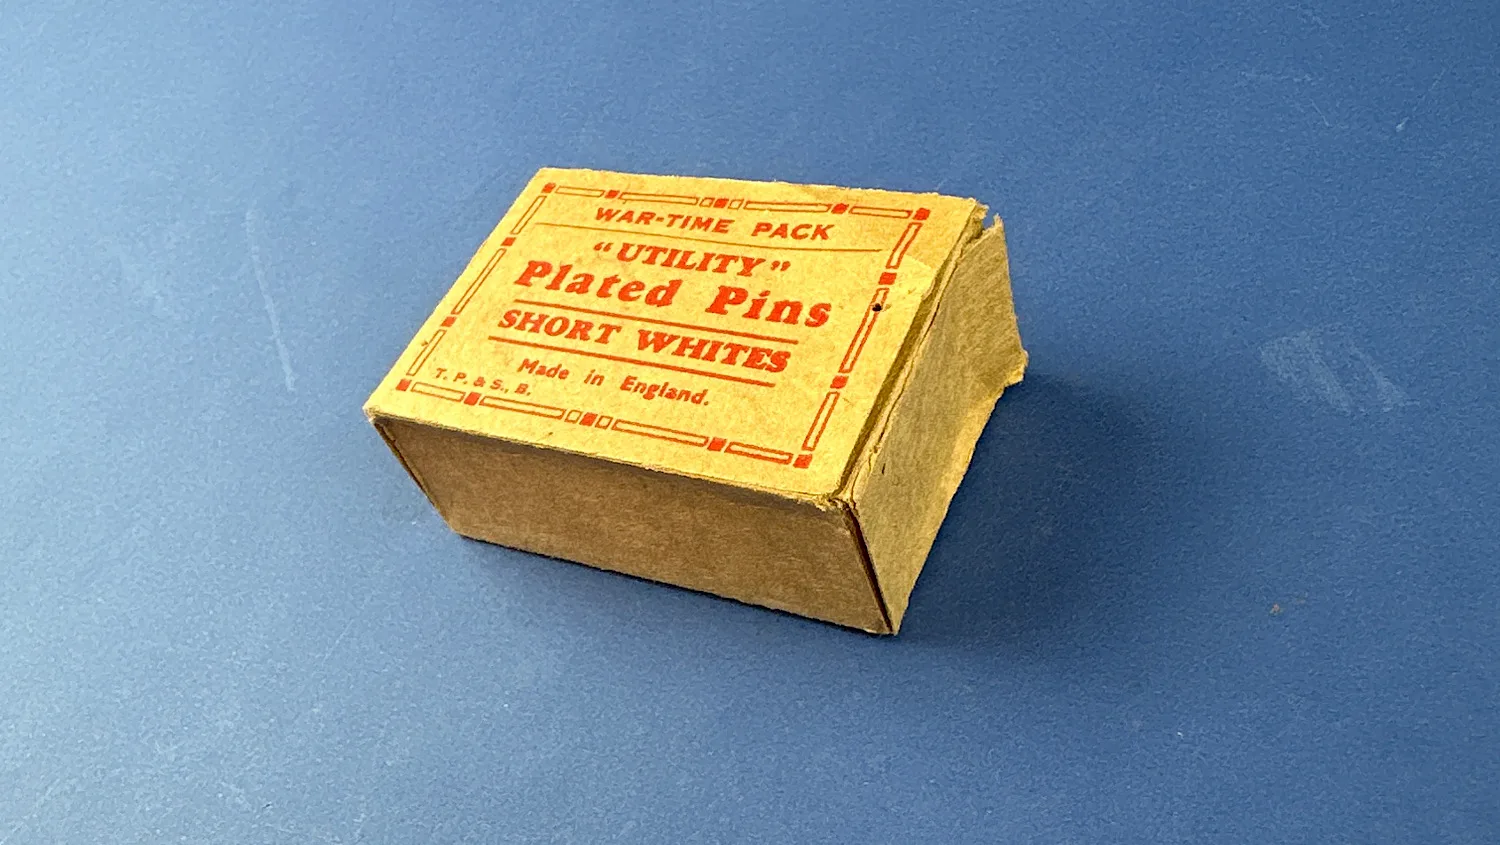 WAR-TIME PACK
“UTILITY”
Plated Pins
SHORT WHITES
Made in England.
T. P. & S., B.